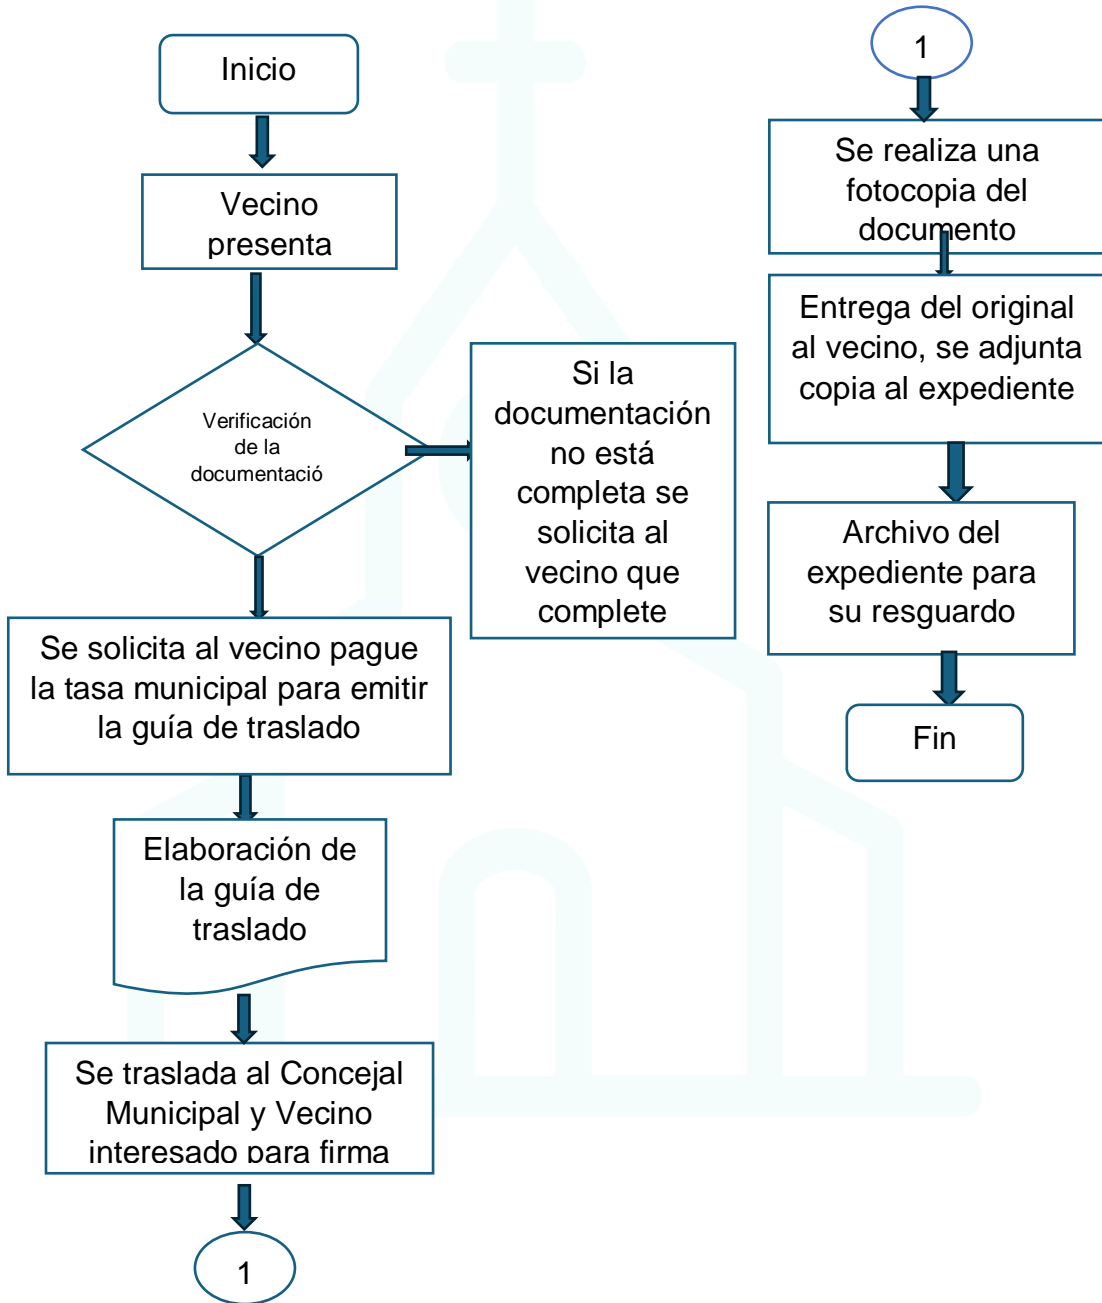 Inicio
Vecino
presenta
Verificación
de la
documentació
Si la
documentación
no está
completa se
solicita al
vecino que
complete
Se solicita al vecino pague
la tasa municipal para emitir
la guía de traslado
Elaboración de
la guía de
traslado
Se traslada al Concejal
Municipal y Vecino
interesado para firma
1
1
Se realiza una
fotocopia del
documento
Entrega del original
al vecino, se adjunta
copia al expediente
Archivo del
expediente para
su resguardo
Fin